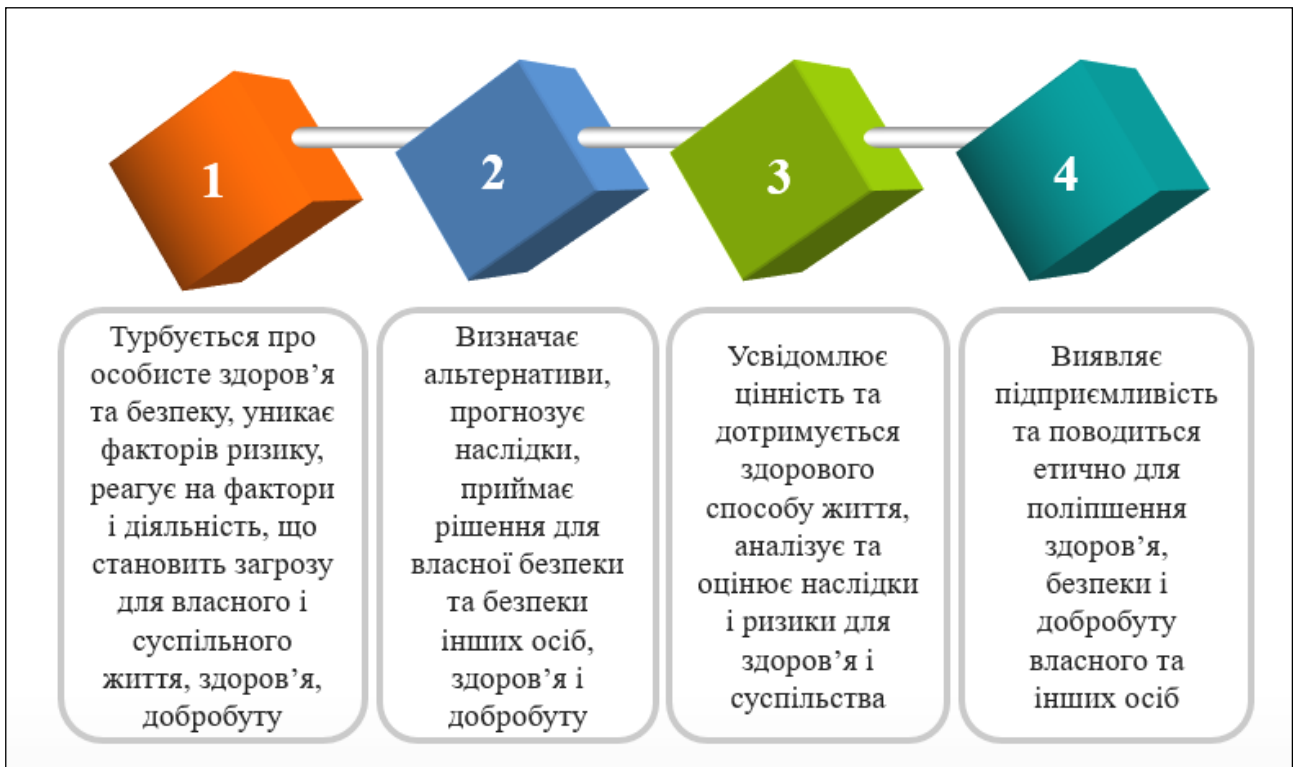 1
2
3
4
Турбується про
особисте здоров’я
та безпеку, уникає
факторів ризику,
реагує на фактори
і діяльність, що
становить загрозу
для власного і
суспільного
життя, здоров’я,
добробуту
Визначає
альтернативи,
прогнозує
наслідки,
приймає
рішення для
власної безпеки
та безпеки
інших осіб,
здоров’я і
добробуту
Усвідомлює
цінність та
дотримується
здорового
способу життя,
аналізує та
оцінює наслідки
і ризики для
здоров’я і
суспільства
Виявляє
підприємливість
та поводиться
етично для
поліпшення
здоров’я,
безпеки і
добробуту
власного та
інших осіб